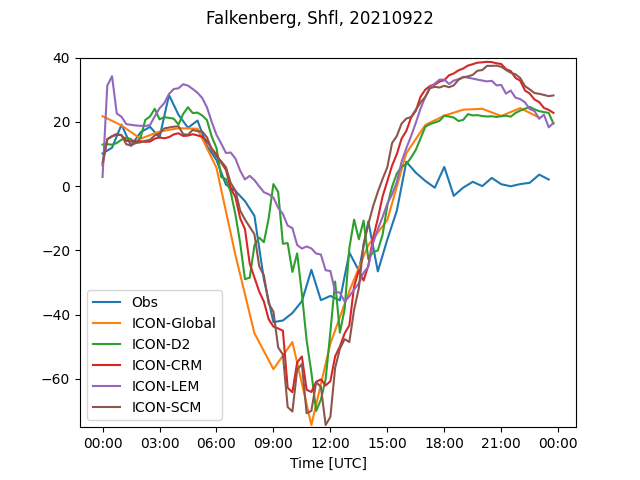 Falkenberg, Shfl, 20210922
40
20
0
−20
−40
−60
Obs
ICON-Global
ICON-D2
ICON-CRM
ICON-LEM
ICON-SCM
00:00 03:00 06:00 09:00 12:00 15:00 18:00 21:00 00:00
Time [UTC]